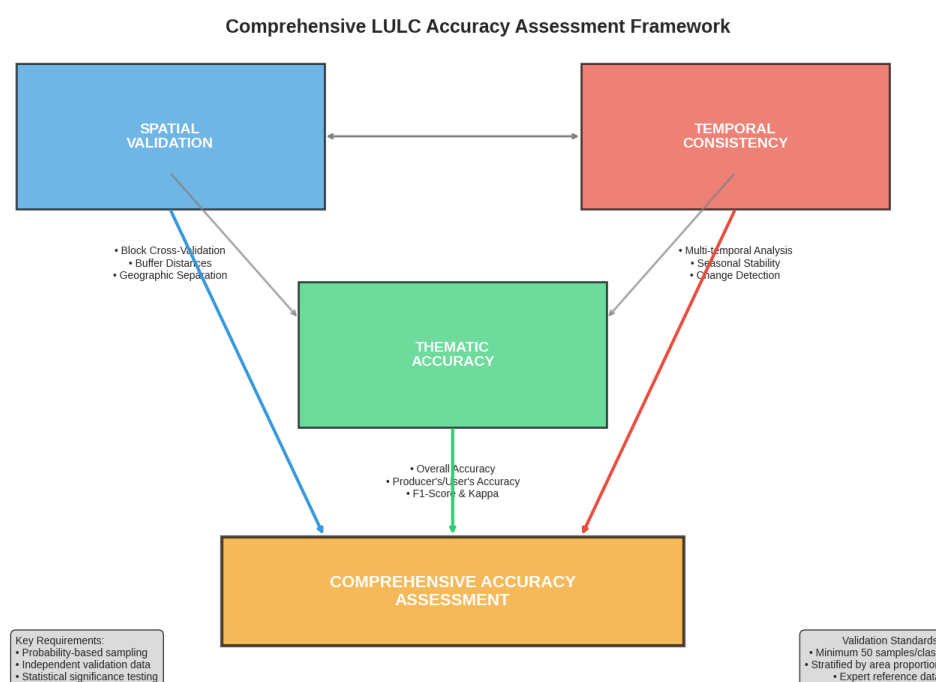 Comprehensive LULC Accuracy Assessment Framework
SPATIAL
VALIDATION
TEMPORAL
CONSISTENCY
• Block Cross-Validation
• Buffer Distances
• Geographic Separation
• Multi-temporal Analysis
• Seasonal Stability
• Change Detection
THEMATIC
ACCURACY
• Overall Accuracy
• Producer's/User's Accuracy
• F1-Score & Kappa
COMPREHENSIVE ACCURACY
ASSESSMENT
Key Requirements:
• Probability-based sampling
• Independent validation data
• Statistical significance testing
Validation Standards
• Minimum 50 samples/clas
• Stratified by area proportion
• Expert reference data